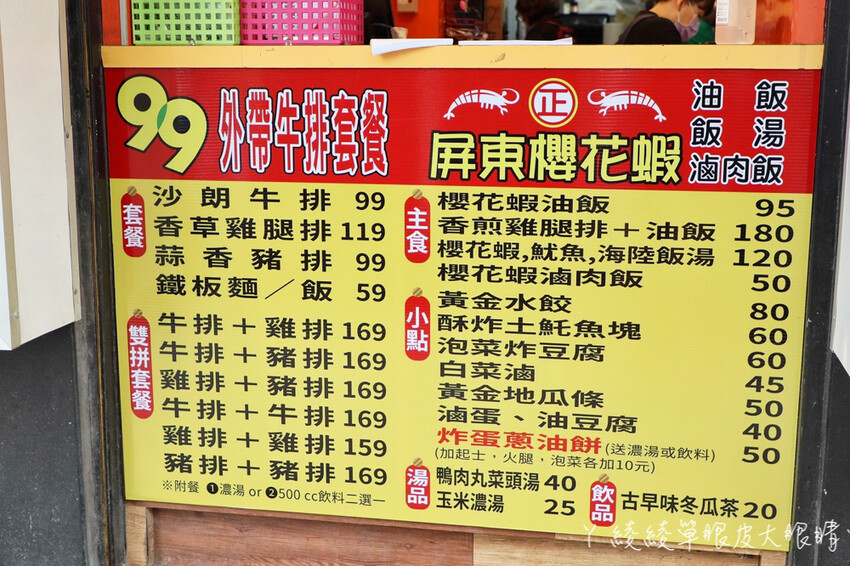 99 外帶牛排套餐
套餐
沙朗牛排 99
香草雞腿排 119
蒜香豬排 99
鐵板麵／飯 59
雙拼套餐
牛排＋雞排 169
牛排＋豬排 169
雞排＋豬排 169
牛排＋牛排 169
雞排＋雞排 159
豬排＋豬排 169
※附餐 ❶濃湯 or ❷500 cc飲料二選一
正
屏東櫻花蝦
油飯
飯湯
滷肉飯
主食
櫻花蝦油飯 95
香煎雞腿排＋油飯 180
櫻花蝦,魷魚,海陸飯湯 120
櫻花蝦滷肉飯 50
小點
黃金水餃 80
酥炸土魠魚塊 60
泡菜炸豆腐 60
白菜滷 45
黃金地瓜條 50
滷蛋、油豆腐 40
炸蛋蔥油餅 (送濃湯或飲料) 50
(加起士，火腿，泡菜各加10元)
湯品
鴨肉丸菜頭湯 40
玉米濃湯 25
飲品
古早味冬瓜茶 20
ㄚ綾綾單眼皮大眼睛